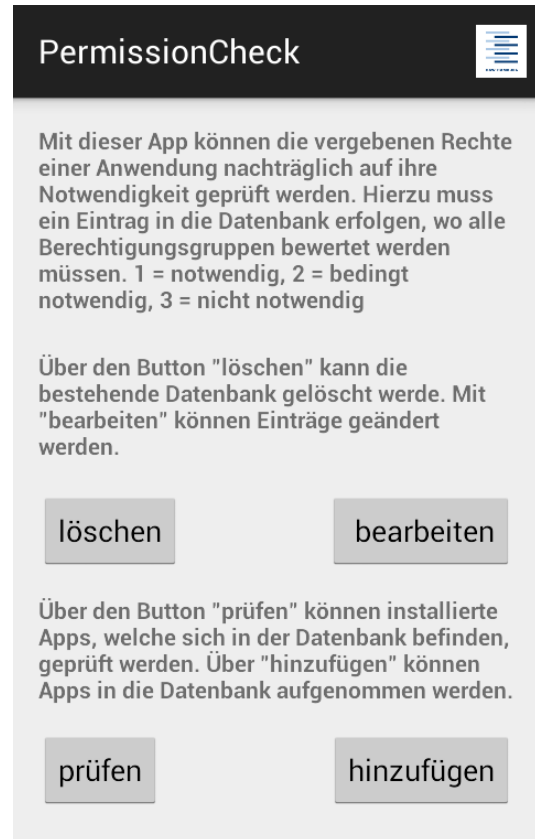 PermissionCheck
Mit dieser App können die vergebenen Rechte
einer Anwendung nachträglich auf ihre
Notwendigkeit geprüft werden. Hierzu muss
ein Eintrag in die Datenbank erfolgen, wo alle
Berechtigungsgruppen bewertet werden
müssen. 1 = notwendig, 2 = bedingt
notwendig, 3 = nicht notwendig
Über den Button "löschen" kann die
bestehende Datenbank gelöscht werde. Mit
"bearbeiten" können Einträge geändert
werden.
löschen
bearbeiten
Über den Button "prüfen" können installierte
Apps, welche sich in der Datenbank befinden,
geprüft werden. Über "hinzufügen" können
Apps in die Datenbank aufgenommen werden.
prüfen
hinzufügen